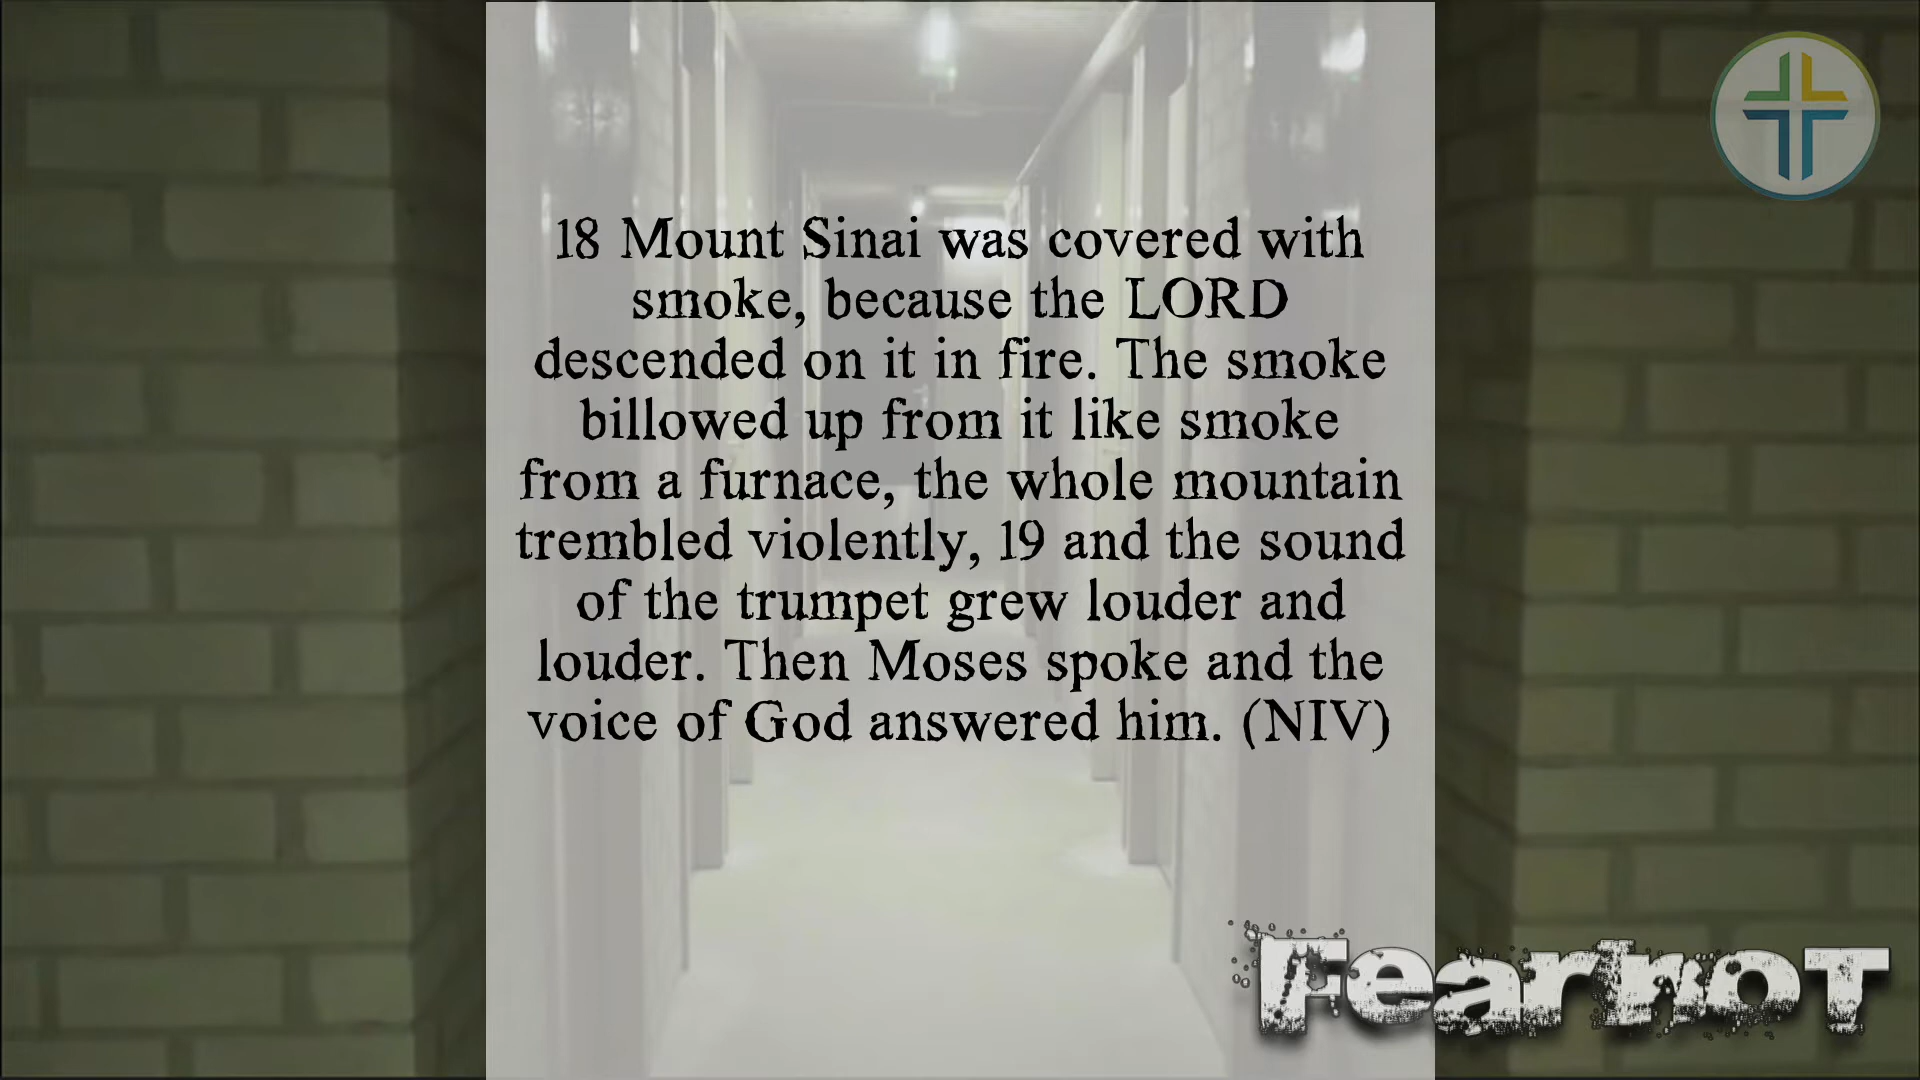 18 Mount Sinai was covered with
smoke, because the LORD
descended on it in fire. The smoke
billowed up from it like smoke
from a furnace, the whole mountain
trembled violently, 19 and the sound
of the trumpet grew louder and
louder. Then Moses spoke and the
voice of God answered him. (NIV)
Fear not